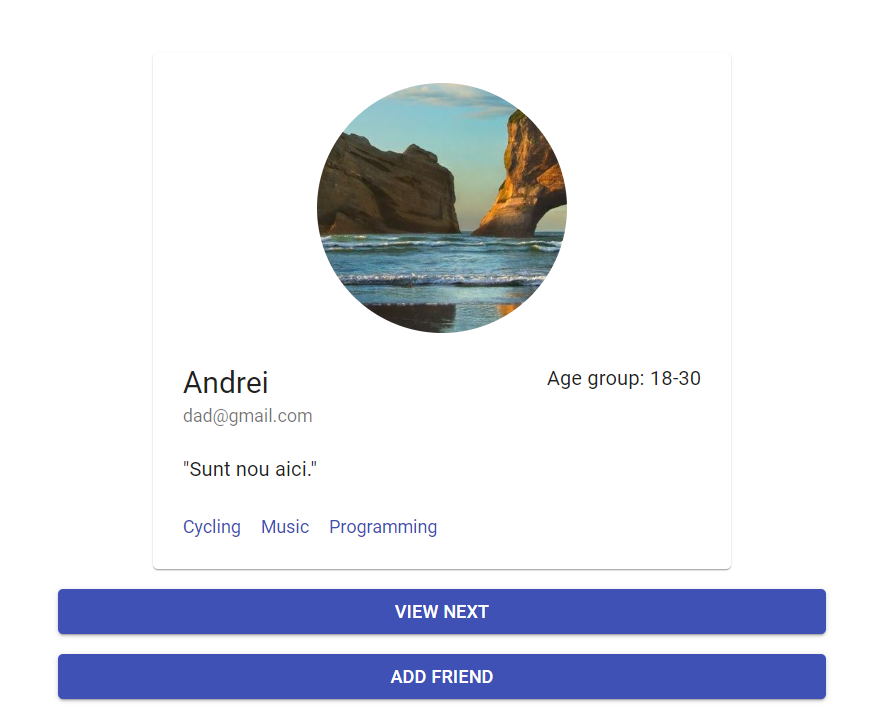 Andrei
Age group: 18-30
dad@gmail.com
"Sunt nou aici."
Cycling Music Programming
VIEW NEXT
ADD FRIEND